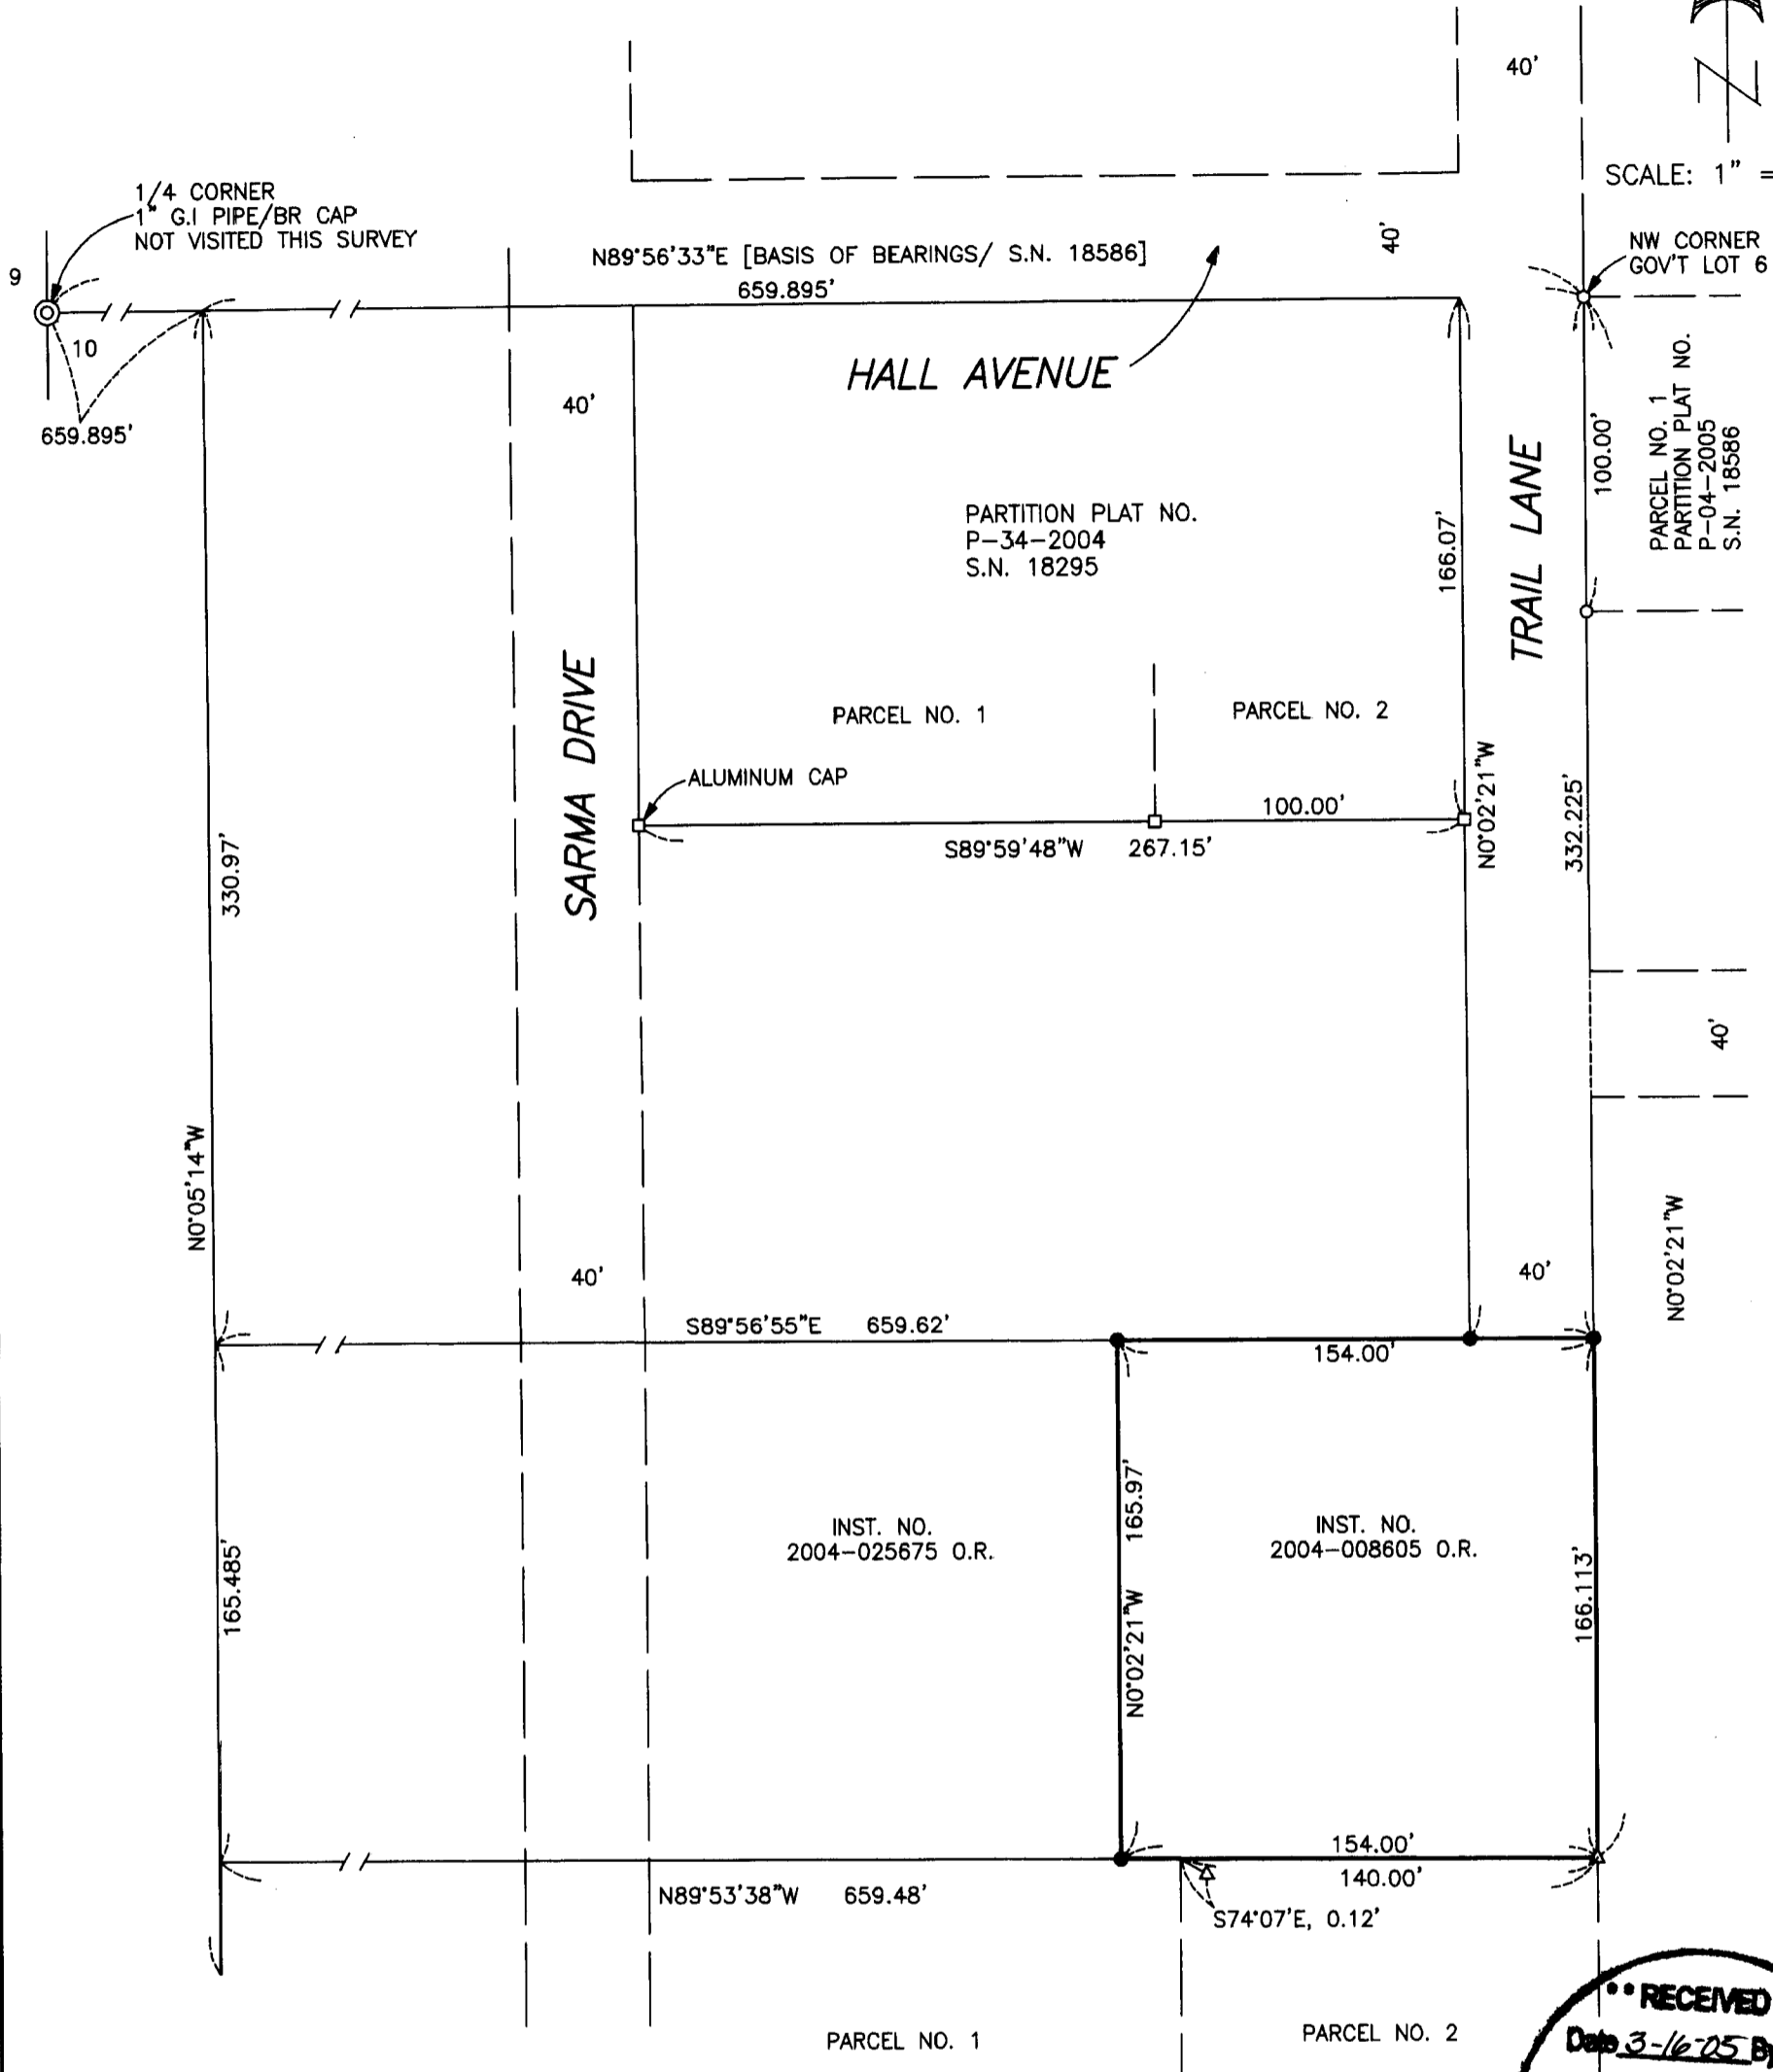 40'
Z
SCALE: 1" =
1/4 CORNER
1" G.I PIPE/BR CAP
NOT VISITED THIS SURVEY
N89°56'33"E [BASIS OF BEARINGS/ S.N. 18586]
659.895'
40'
NW CORNER
GOV'T LOT 6
9
10
659.895'
HALL AVENUE
40'
PARTITION PLAT NO.
P-34-2004
S.N. 18295
166.07'
TRAIL LANE
100.00'
PARCEL NO. 1
PARTITION PLAT NO.
P-04-2005
S.N. 18586
SARMA DRIVE
PARCEL NO. 1
PARCEL NO. 2
ALUMINUM CAP
100.00'
S89°59'48"W 267.15'
N0°02'21"W
332.225'
330.97'
40'
N0°05'14"W
N0°02'21"W
40'
40'
S89°56'55"E 659.62'
154.00'
165.97'
INST. NO.
2004-025675 O.R.
INST. NO.
2004-008605 O.R.
165.485'
166.113'
N0°02'21"W
154.00'
N89°53'38"W 659.48'
140.00'
S74°07'E, 0.12'
PARCEL NO. 1
PARCEL NO. 2
RECEIVED
Date 3-16-05 By